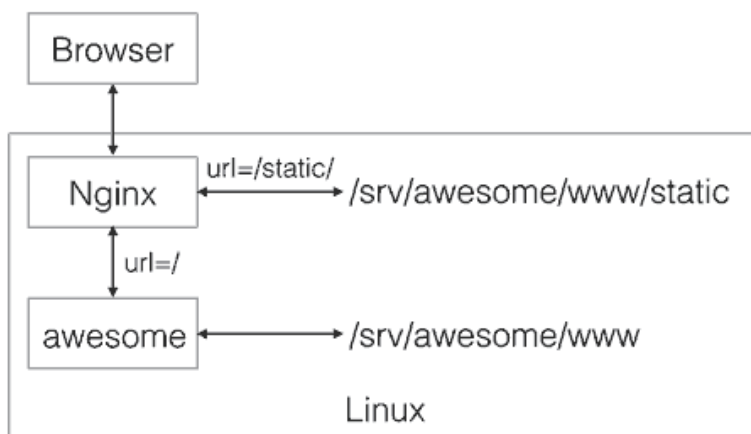 Browser
url=/static/
Nginx
/srv/awesome/www/static
url=/
awesome
/srv/awesome/www
Linux